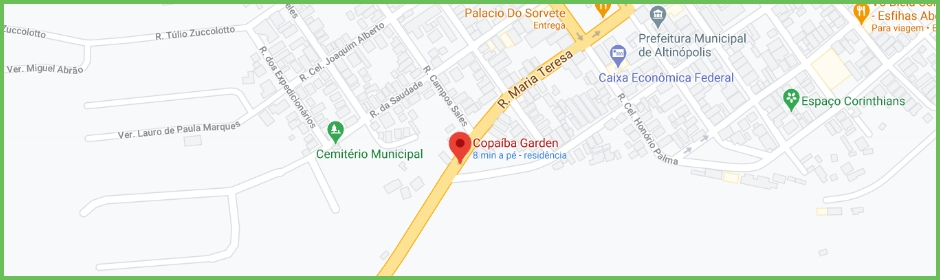 Palacio Do Sorvete
Entrega
- Esfihas Abe
Para viagem •
R. Túlio Zuccolotto
Zuccolotto
Ver. Miguel Abrão
R. dos Expedicionários
R. Cel. Joaquim Alberto
R. da Saudade
R. Campos Sales
R. Maria Teresa
Prefeitura Municipal
de Altinópolis
Caixa Econômica Federal
Espaço Corinthians
R. Cel. Honório Palma
Ver. Lauro de Paula Marques
Cemitério Municipal
Copaíba Garden
8 min a pé - residência